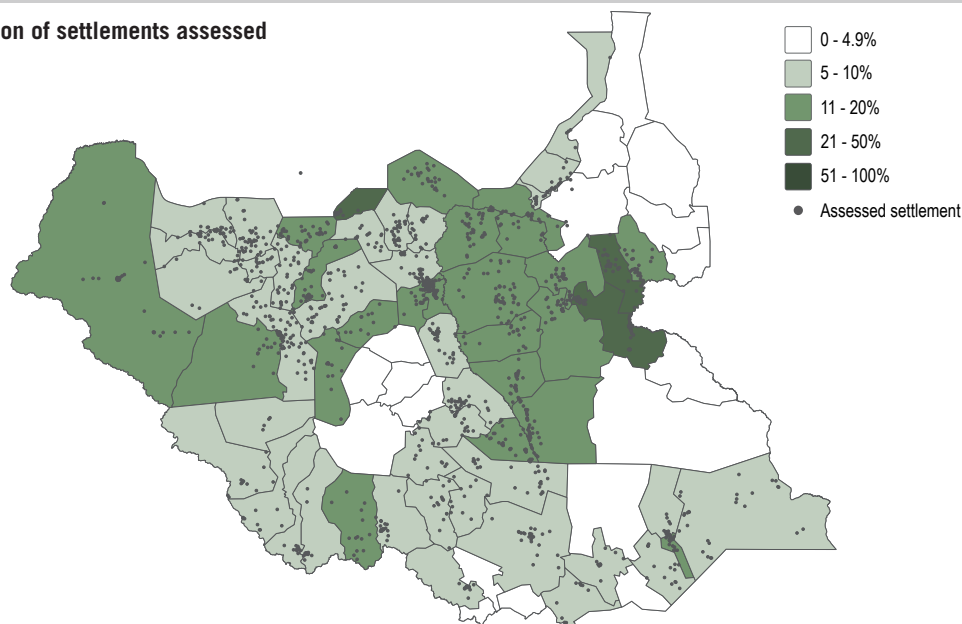 on of settlements assessed
0 - 4.9%
5 - 10%
11 - 20%
21 - 50%
51 - 100%
Assessed settlement